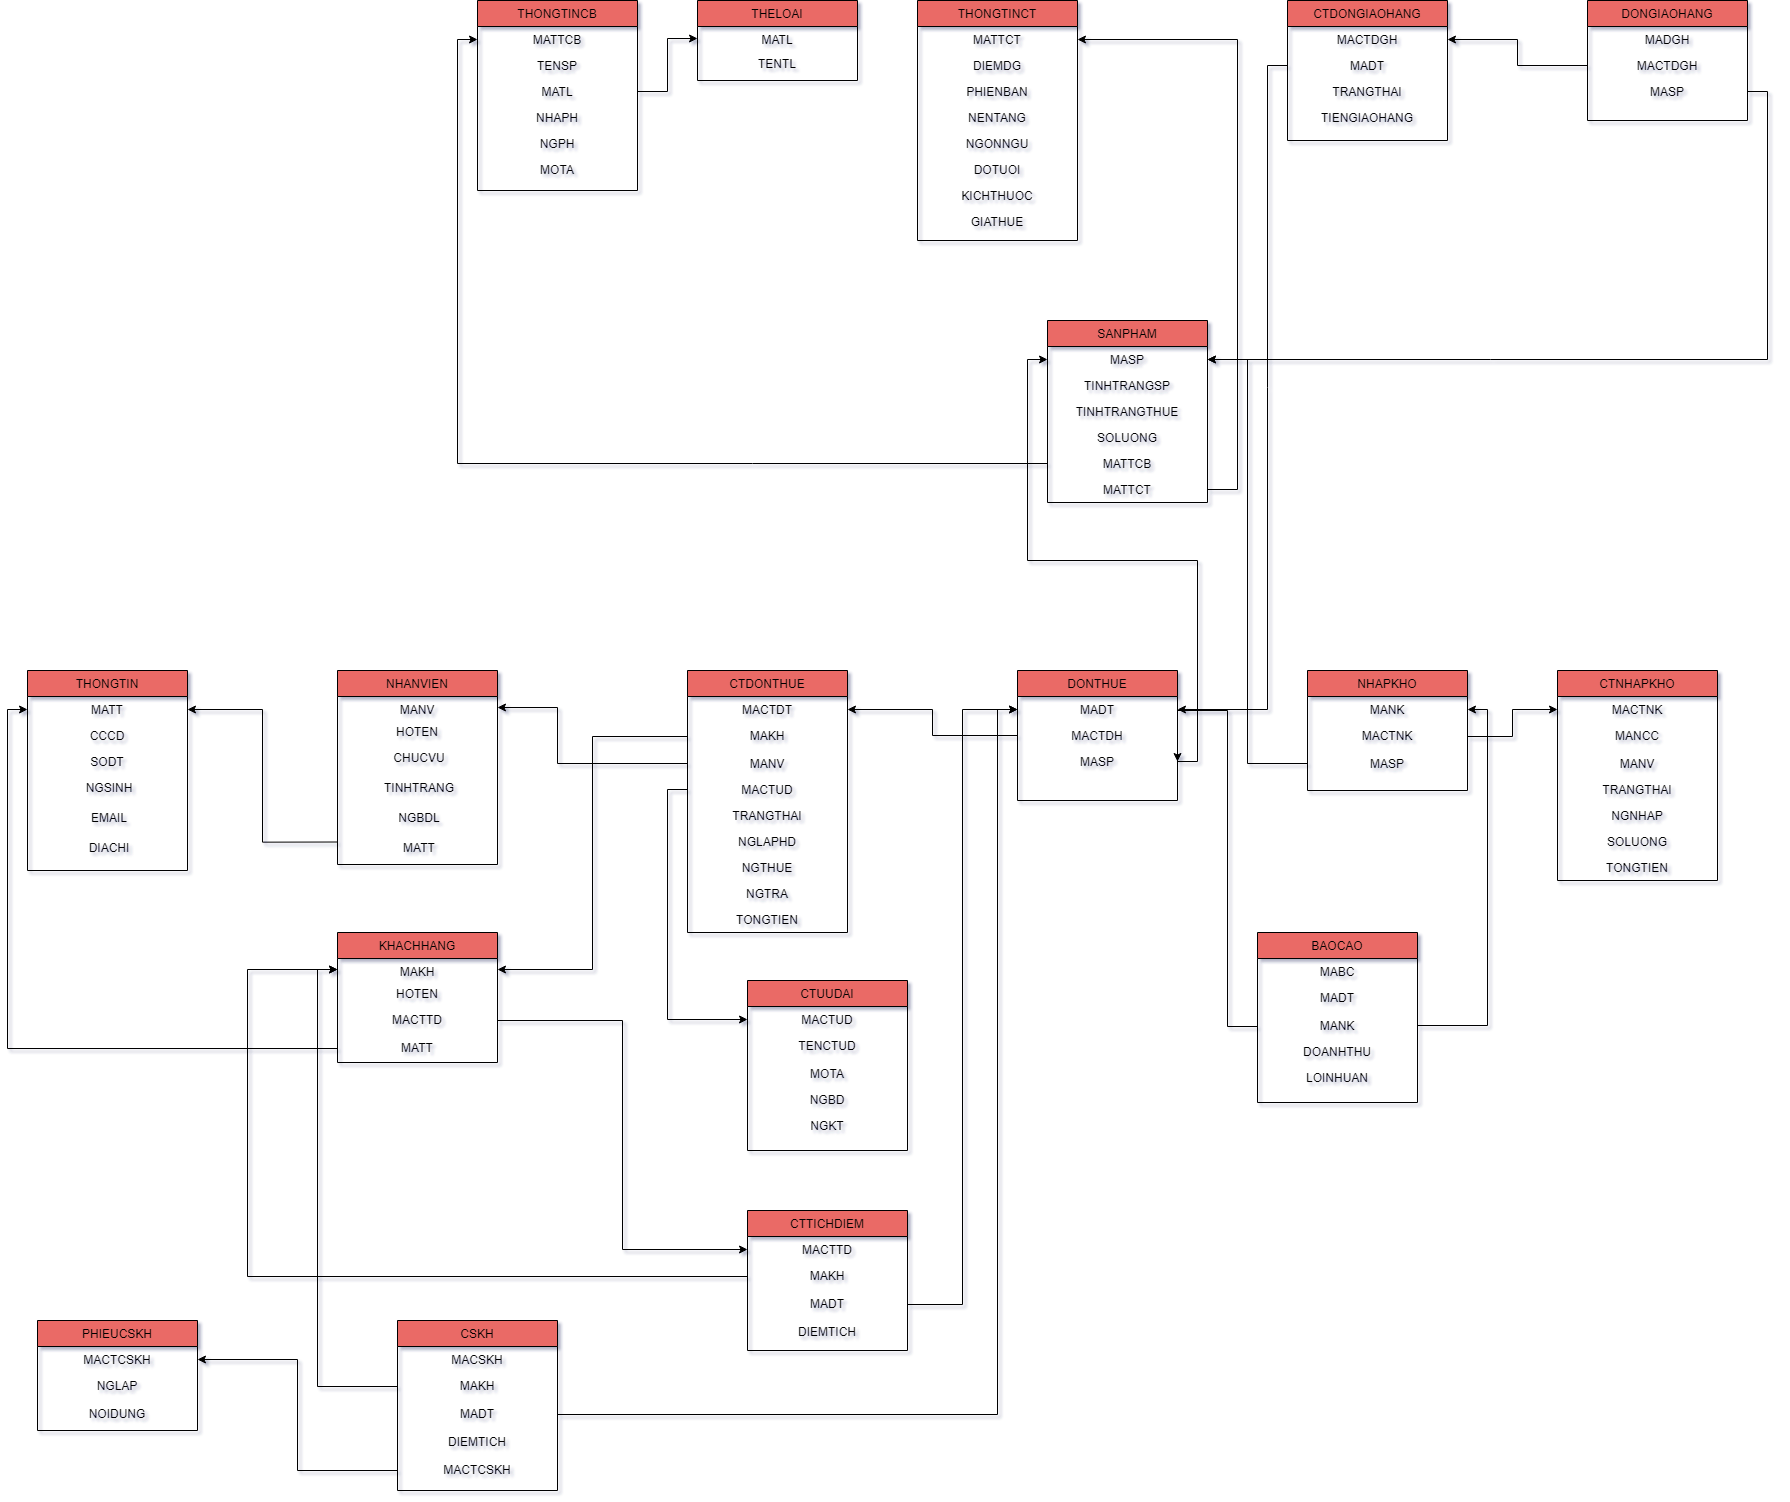 THONGTINCB
MATTCB
TENSP
MATL
NHAPH
NGPH
MOTA
THELOAI
MATL
TENTL
THONGTINCT
MATTCT
DIEMDG
PHIENBAN
NENTANG
NGONNGU
DOTUOI
KICHTHUOC
GIATHUE
CTDONGIAOHANG
MACTDGH
MADT
TRANGTHAI
TIENGIAOHANG
DONGIAOHANG
MADGH
MACTDGH
MASP
SANPHAM
MASP
TINHTRANGSP
TINHTRANGTHUE
SOLUONG
MATTCB
MATTCT
THONGTIN
MATT
CCCD
SODT
NGSINH
EMAIL
DIACHI
NHANVIEN
MANV
HOTEN
CHUCVU
TINHTRANG
NGBDL
MATT
CTDONTHUE
MACTDT
MAKH
MANV
MACTUD
TRANGTHAI
NGLAPHD
NGTHUE
NGTRA
TONGTIEN
DONTHUE
MADT
MACTDH
MASP
NHAPKHO
MANK
MACTNK
MASP
CTNHAPKHO
MACTNK
MANCC
MANV
TRANGTHAI
NGNHAP
SOLUONG
TONGTIEN
KHACHHANG
MAKH
HOTEN
MACTTD
MATT
CTUUDAI
MACTUD
TENCTUD
MOTA
NGBD
NGKT
BAOCAO
MABC
MADT
MANK
DOANHTHU
LOINHUAN
CTTICHDIEM
MACTTD
MAKH
MADT
DIEMTICH
PHIEUCSKH
MACTCSKH
NGLAP
NOIDUNG
CSKH
MACSKH
MAKH
MADT
DIEMTICH
MACTCSKH